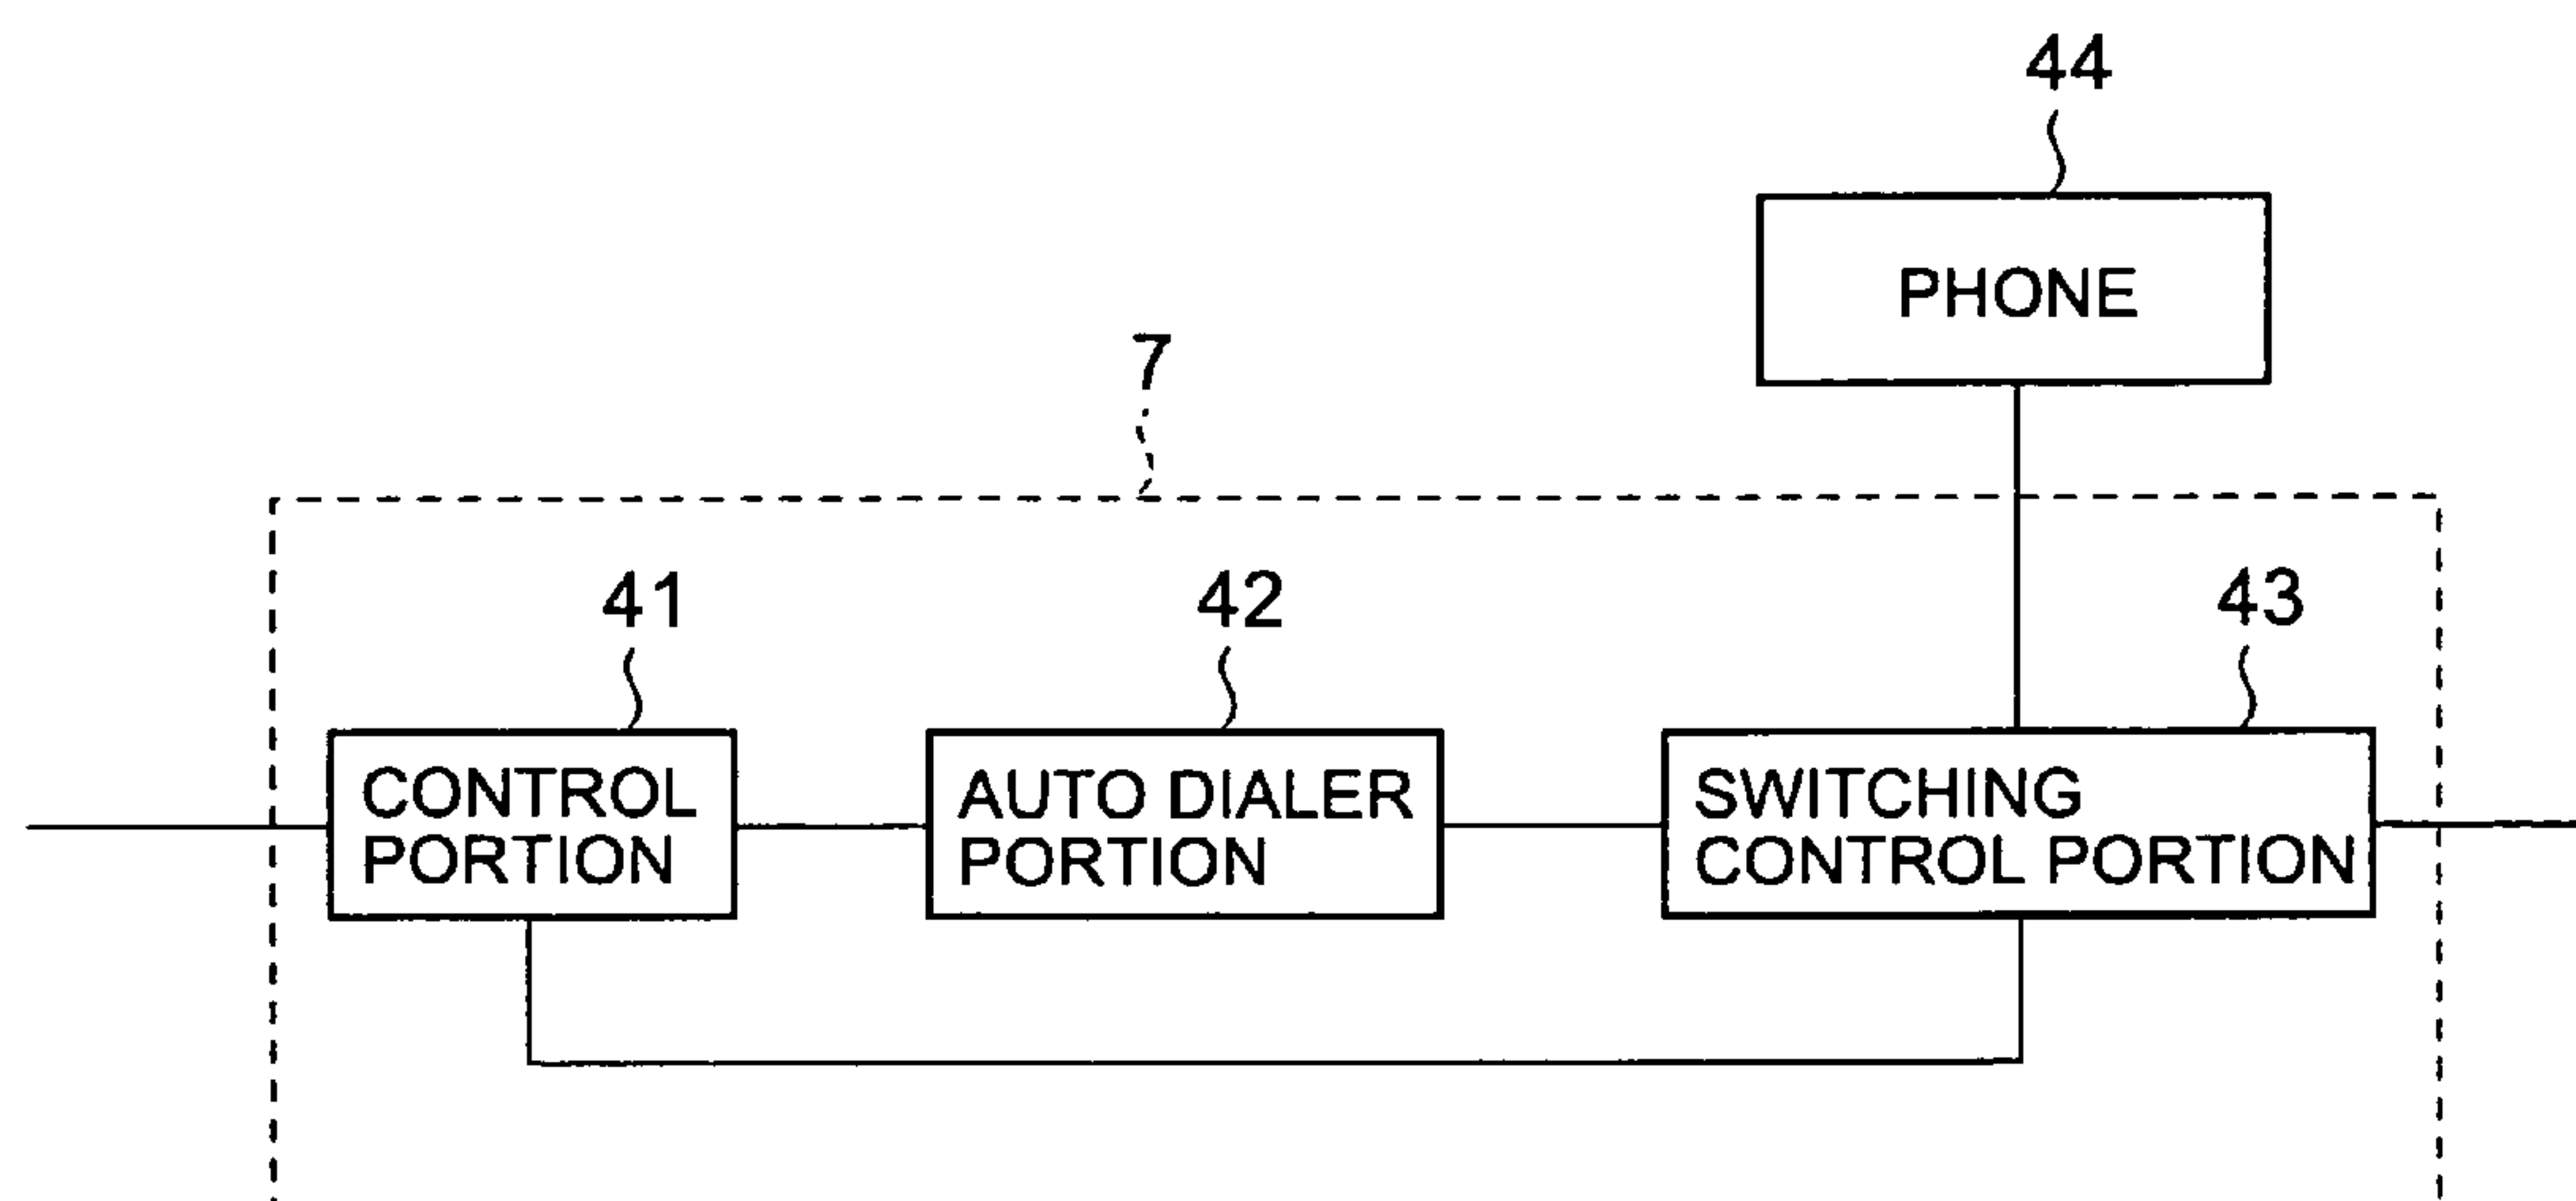 44
PHONE
7
41
42
43
CONTROL
PORTION
AUTO DIALER
PORTION
SWITCHING
CONTROL PORTION